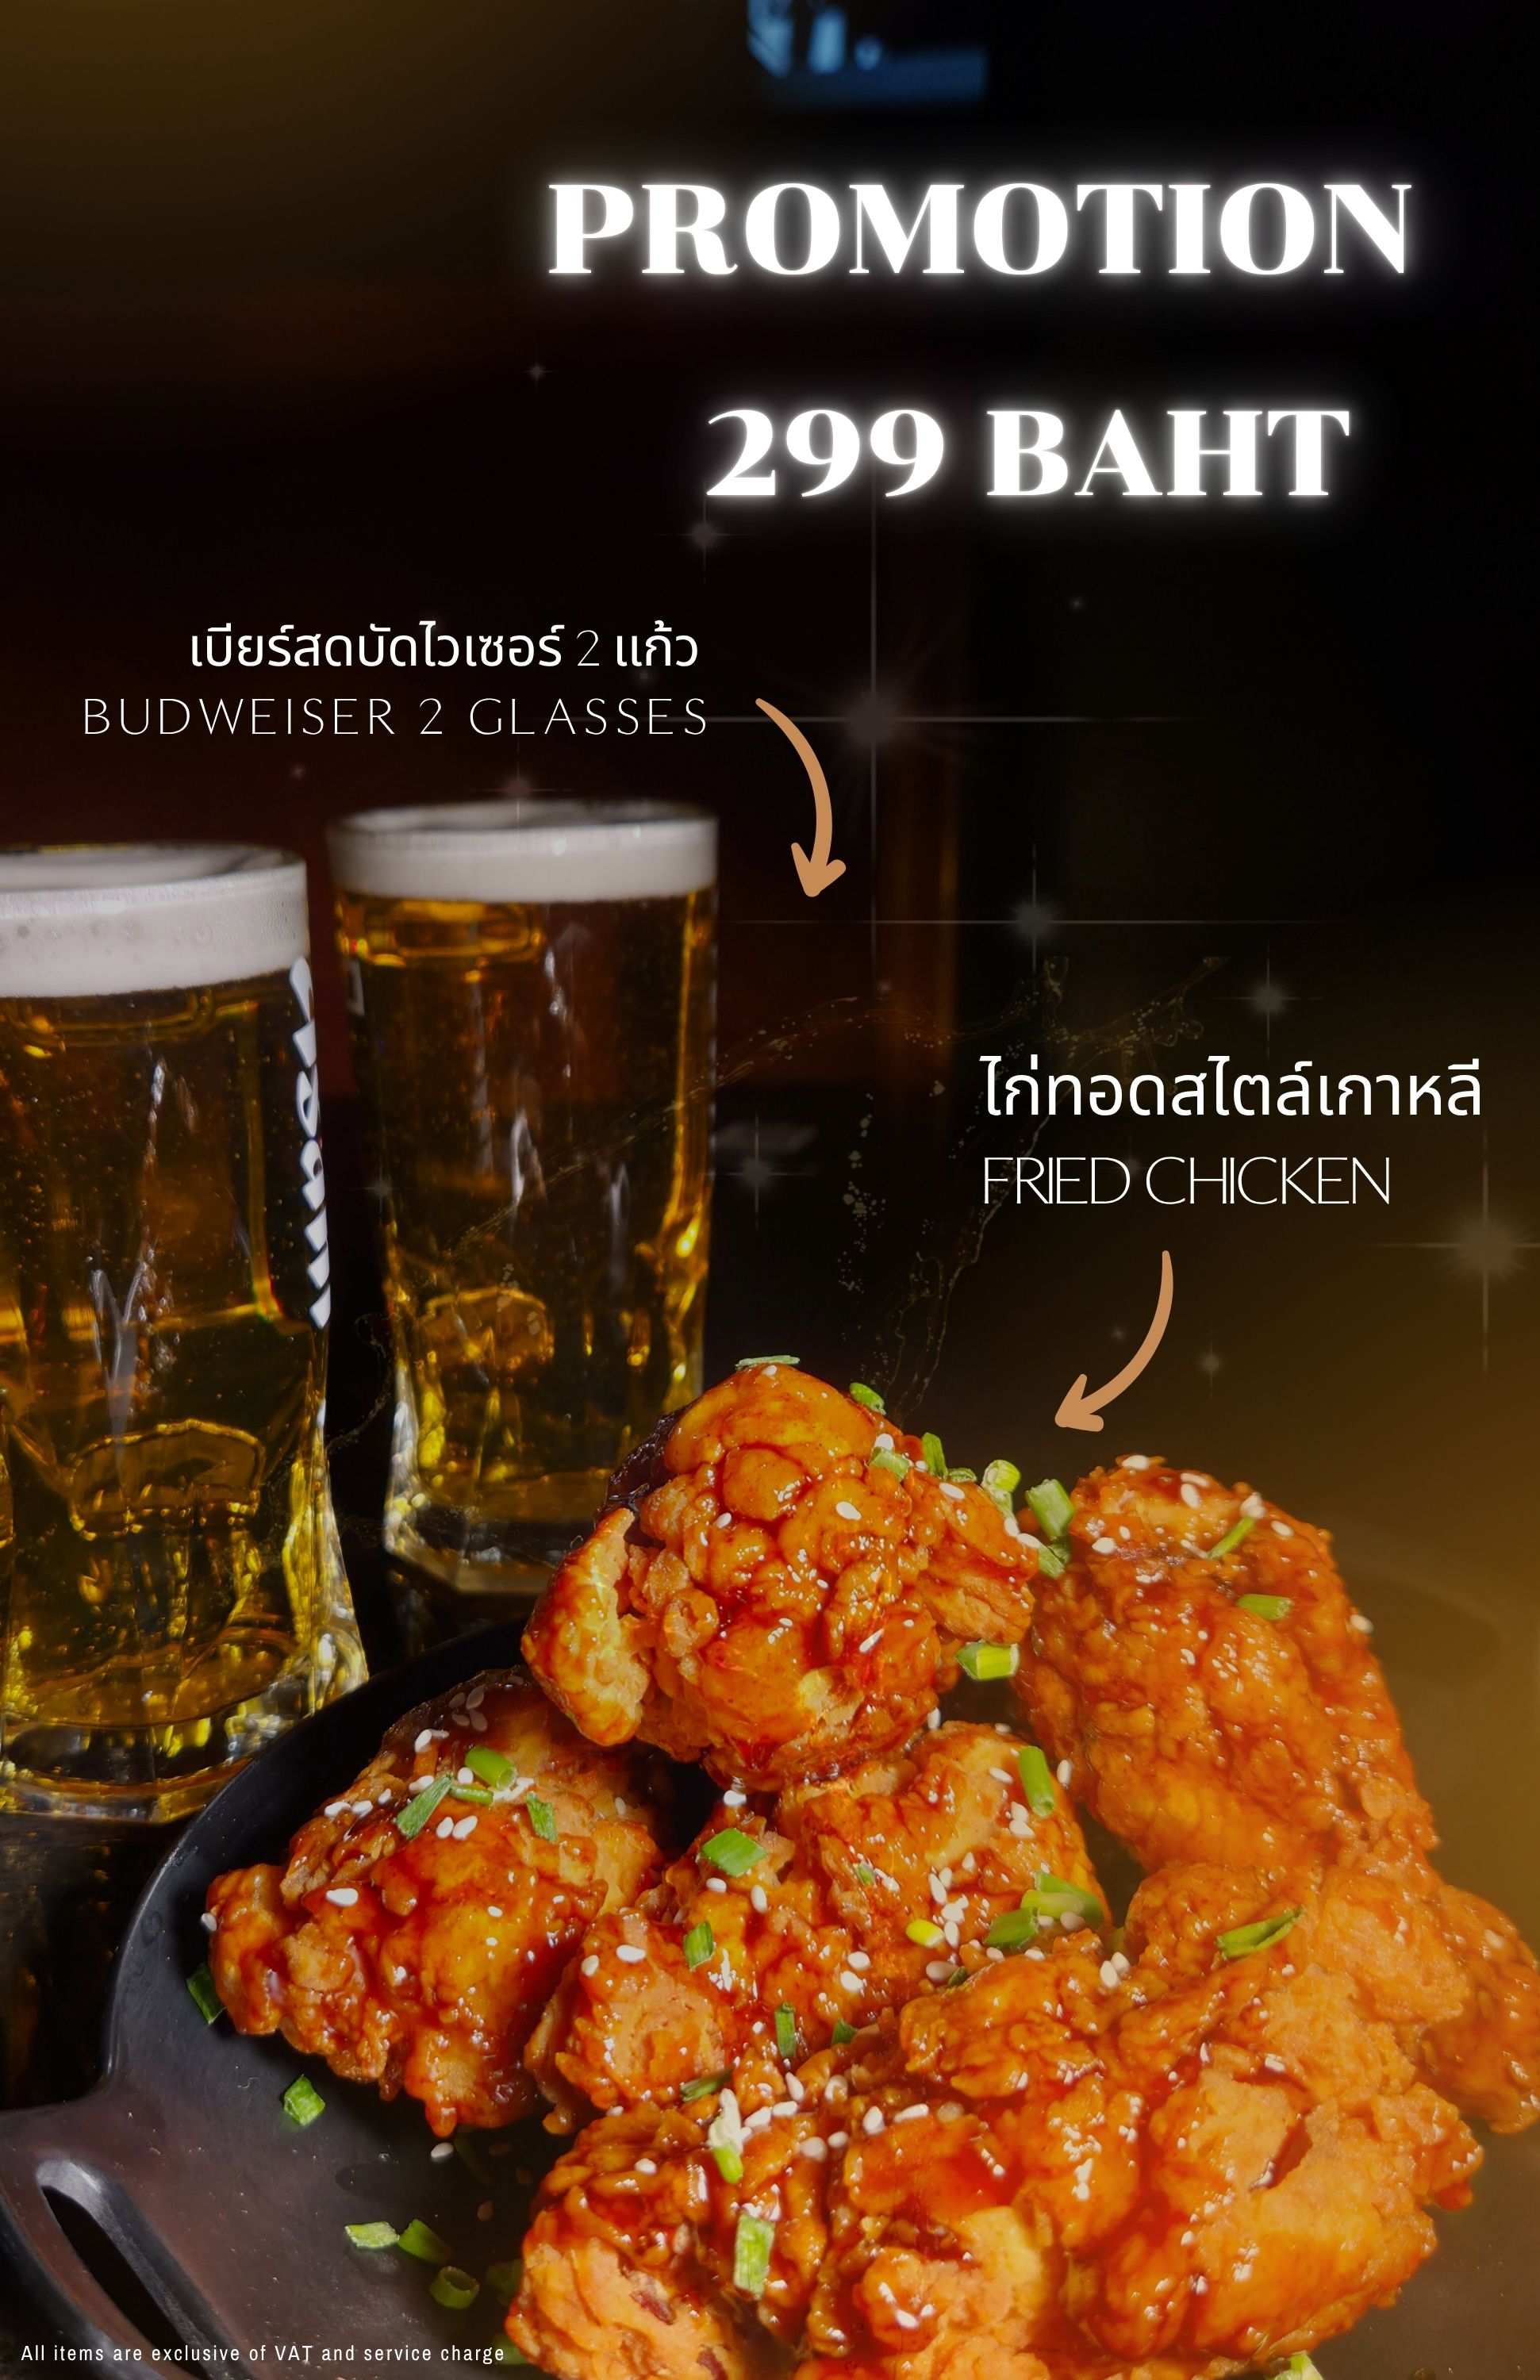 PROMOTION
299 BAHT
เบียร์สดบัดไวเซอร์ 2 แก้ว
BUDWEISER 2 GLASSES
ไก่ทอดสไตล์เกาหลี
FRIED CHICKEN
All items are exclusive of VAT and service charge